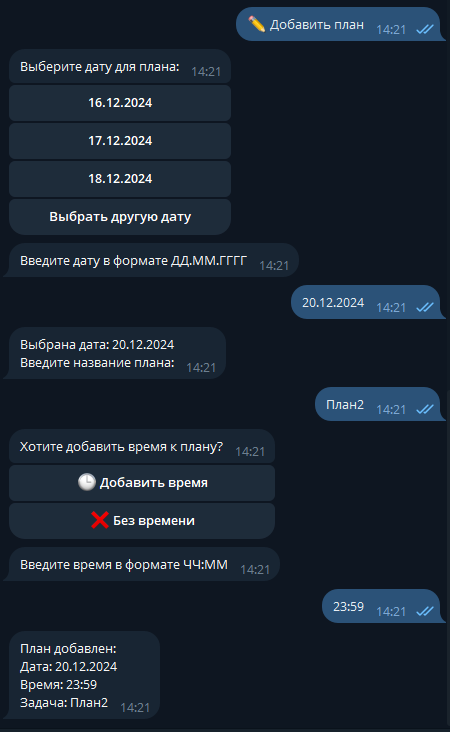 ✏️ Добавить план 14:21
Выберите дату для плана: 14:21
16.12.2024
17.12.2024
18.12.2024
Выбрать другую дату
Введите дату в формате ДД.ММ.ГГГГ 14:21
20.12.2024 14:21
Выбрана дата: 20.12.2024
Введите название плана: 14:21
План2 14:21
Хотите добавить время к плану? 14:21
🕒 Добавить время
❌ Без времени
Введите время в формате ЧЧ:ММ 14:21
23:59 14:21
План добавлен:
Дата: 20.12.2024
Время: 23:59
Задача: План2 14:21